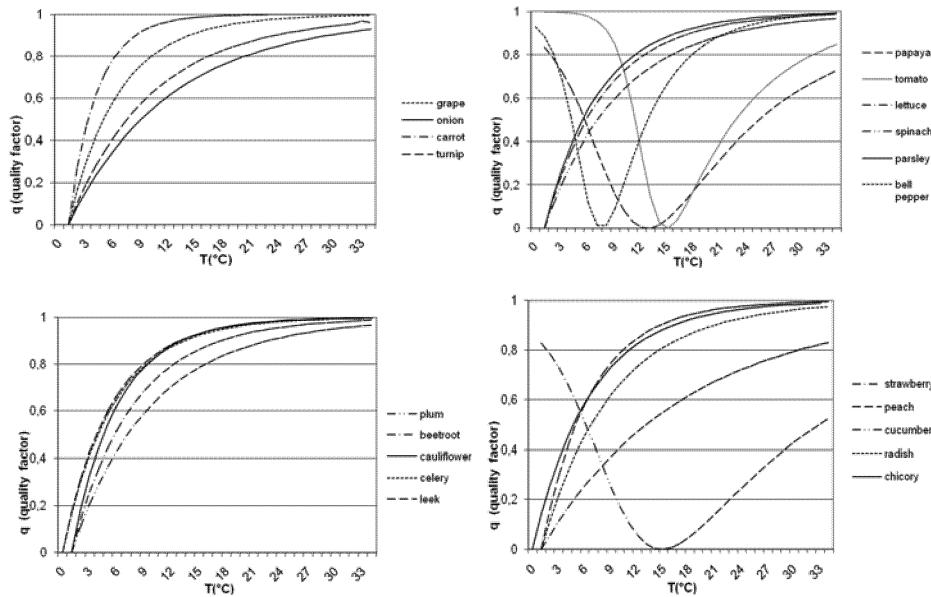 q (quality factor)
1
0,8
0,6
0,4
0,2
0
0 3 6 9 12 15 18 21 24 27 30 33
T(°C)
grape
onion
carrot
turnip
q (quality factor)
1
0,8
0,6
0,4
0,2
0
0 3 6 9 12 15 18 21 24 27 30 33
T(°C)
papaya
tomato
lettuce
spinach
parsley
bell
pepper
q (quality factor)
1
0,8
0,6
0,4
0,2
0
0 3 6 9 12 15 18 21 24 27 30 33
T(°C)
plum
beetroot
cauliflower
celery
leek
q (quality factor)
1
0,8
0,6
0,4
0,2
0
0 3 6 9 12 15 18 21 24 27 30 33
T(°C)
strawberry
peach
cucumber
radish
chicory